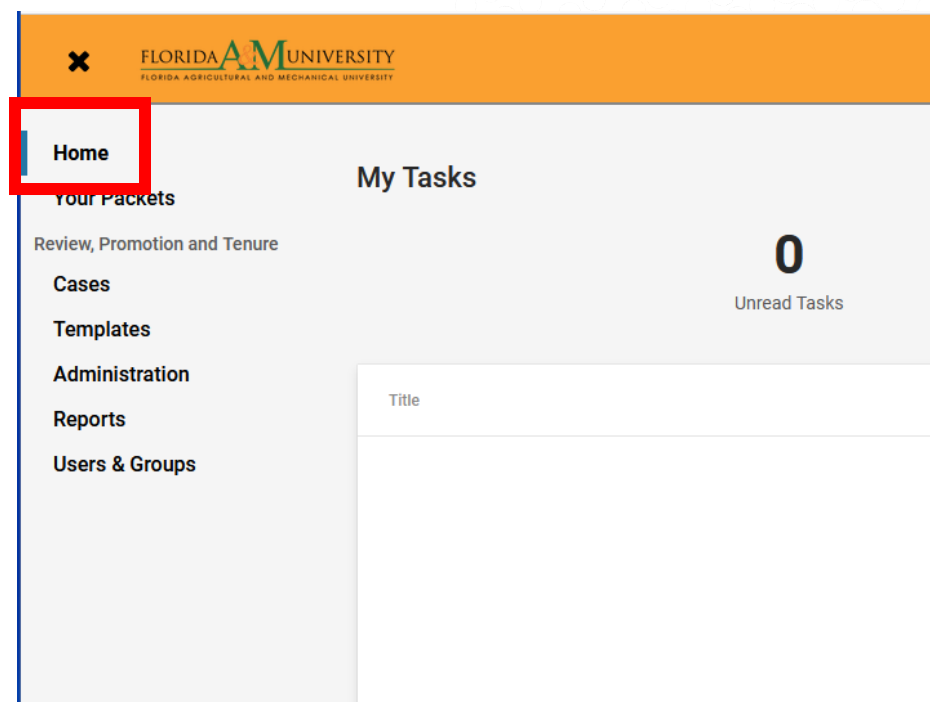 FLORIDA A&M UNIVERSITY
FLORIDA AGRICULTURAL AND MECHANICAL UNIVERSITY
Home
Your Packets
Review, Promotion and Tenure
Cases
Templates
Administration
Reports
Users & Groups
My Tasks
0
Unread Tasks
Title